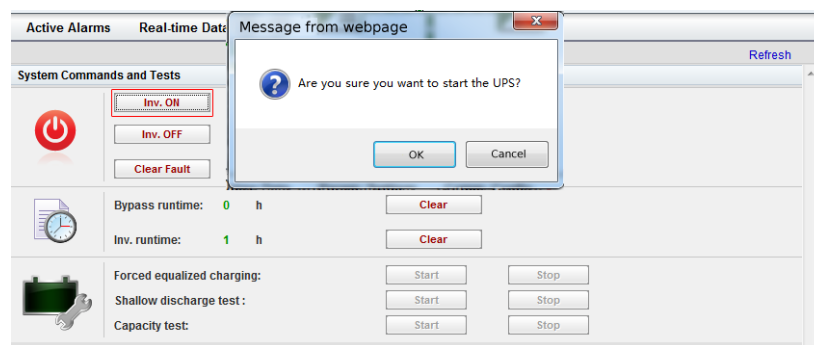 Active Alarms Real-time Data Message from webpage
Refresh
System Commands and Tests
Are you sure you want to start the UPS?
Inv. ON
Inv. OFF
OK Cancel
Clear Fault
Bypass runtime: 0 h Clear
Inv. runtime: 1 h Clear
Forced equalized charging: Start Stop
Shallow discharge test : Start Stop
Capacity test: Start Stop